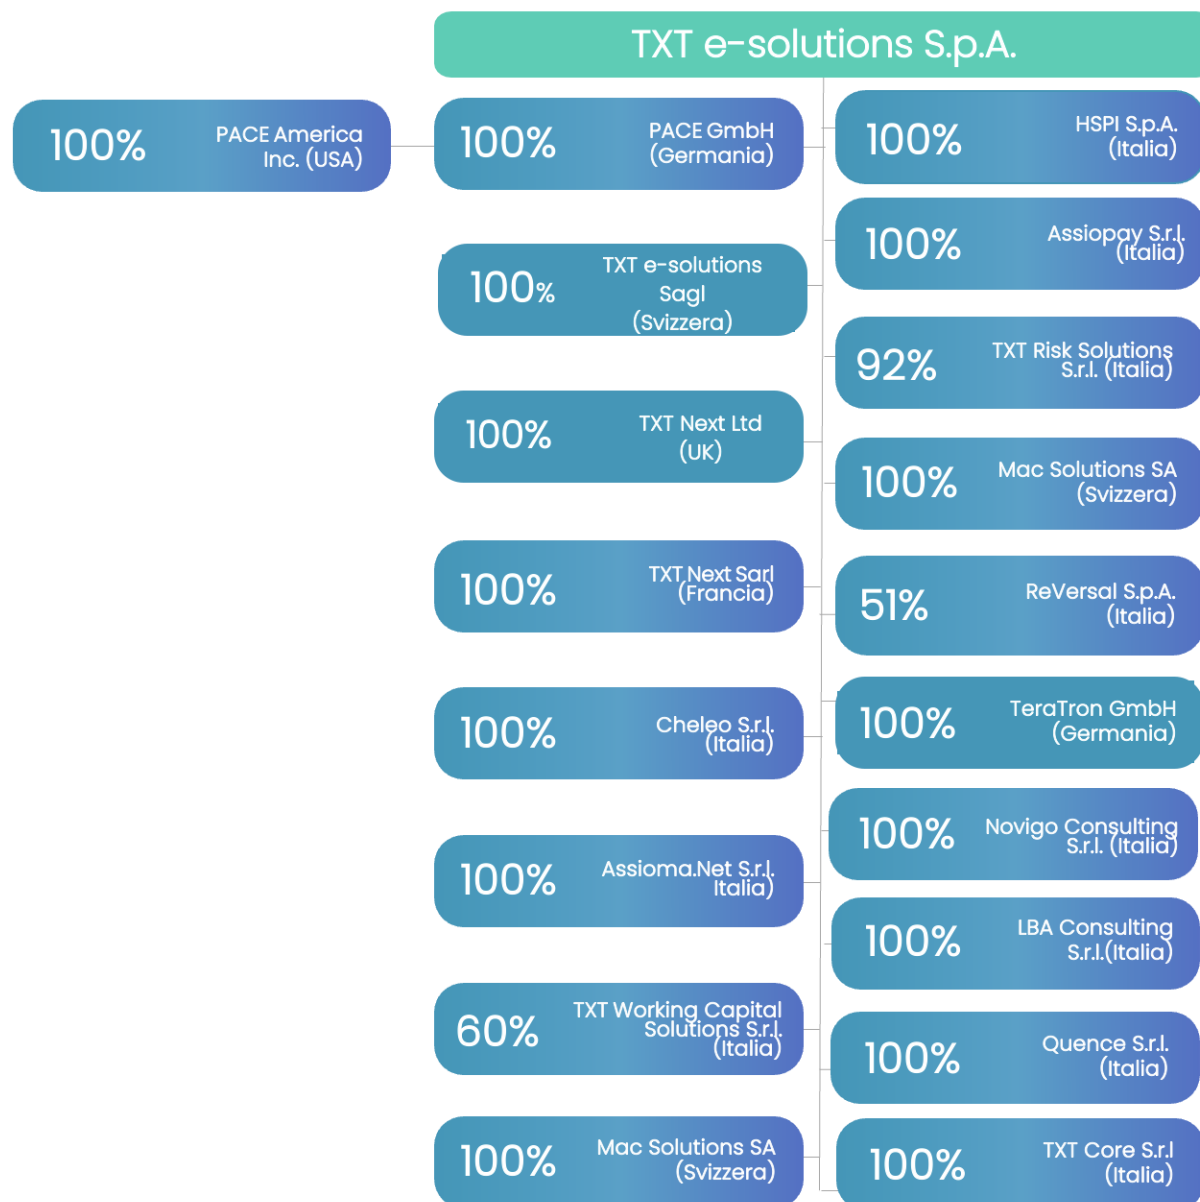 TXT e-solutions S.p.A.
100%
PACE America
Inc. (USA)
100%
PACE GmbH
(Germania)
100%
TXT e-solutions
Sagl
(Svizzera)
100%
TXT Next Ltd
(UK)
100%
TXT Next Sarl
(Francia)
100%
Cheleo S.r.l.
(Italia)
100%
Assioma.Net S.r.l.
Italia)
60%
TXT Working Capital
Solutions S.r.l.
(Italia)
100%
Mac Solutions SA
(Svizzera)
100%
HSPI S.p.A.
(Italia)
100%
Assiopay S.r.l.
(Italia)
92%
TXT Risk Solutions
S.r.l. (Italia)
100%
Mac Solutions SA
(Svizzera)
51%
ReVersal S.p.A.
(Italia)
100%
TeraTron GmbH
(Germania)
100%
Novigo Consulting
S.r.l. (Italia)
100%
LBA Consulting
S.r.l.(Italia)
100%
Quence S.r.l.
(Italia)
100%
TXT Core S.r.l
(Italia)